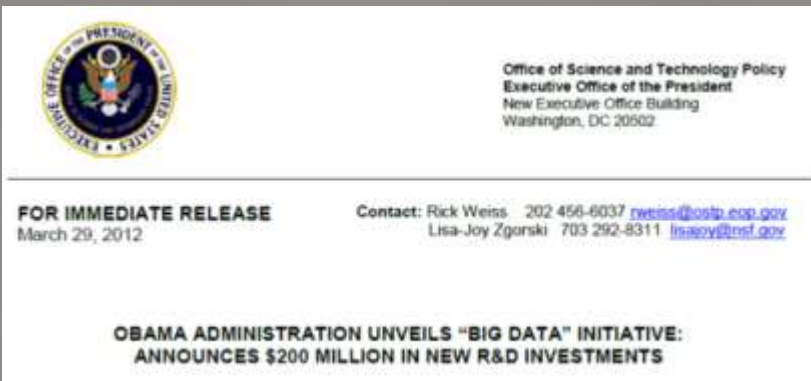 EXECUTIVE OFFICE OF THE PRESIDENT OF THE UNITED STATES
Office of Science and Technology Policy
Executive Office of the President
New Executive Office Building
Washington, DC 20502
FOR IMMEDIATE RELEASE
March 29, 2012
Contact: Rick Weiss 202 456-6037 rweiss@ostp.eop.gov
Lisa-Joy Zgorski 703 292-8311 lisajoy@nsf.gov
OBAMA ADMINISTRATION UNVEILS “BIG DATA” INITIATIVE:
ANNOUNCES $200 MILLION IN NEW R&D INVESTMENTS